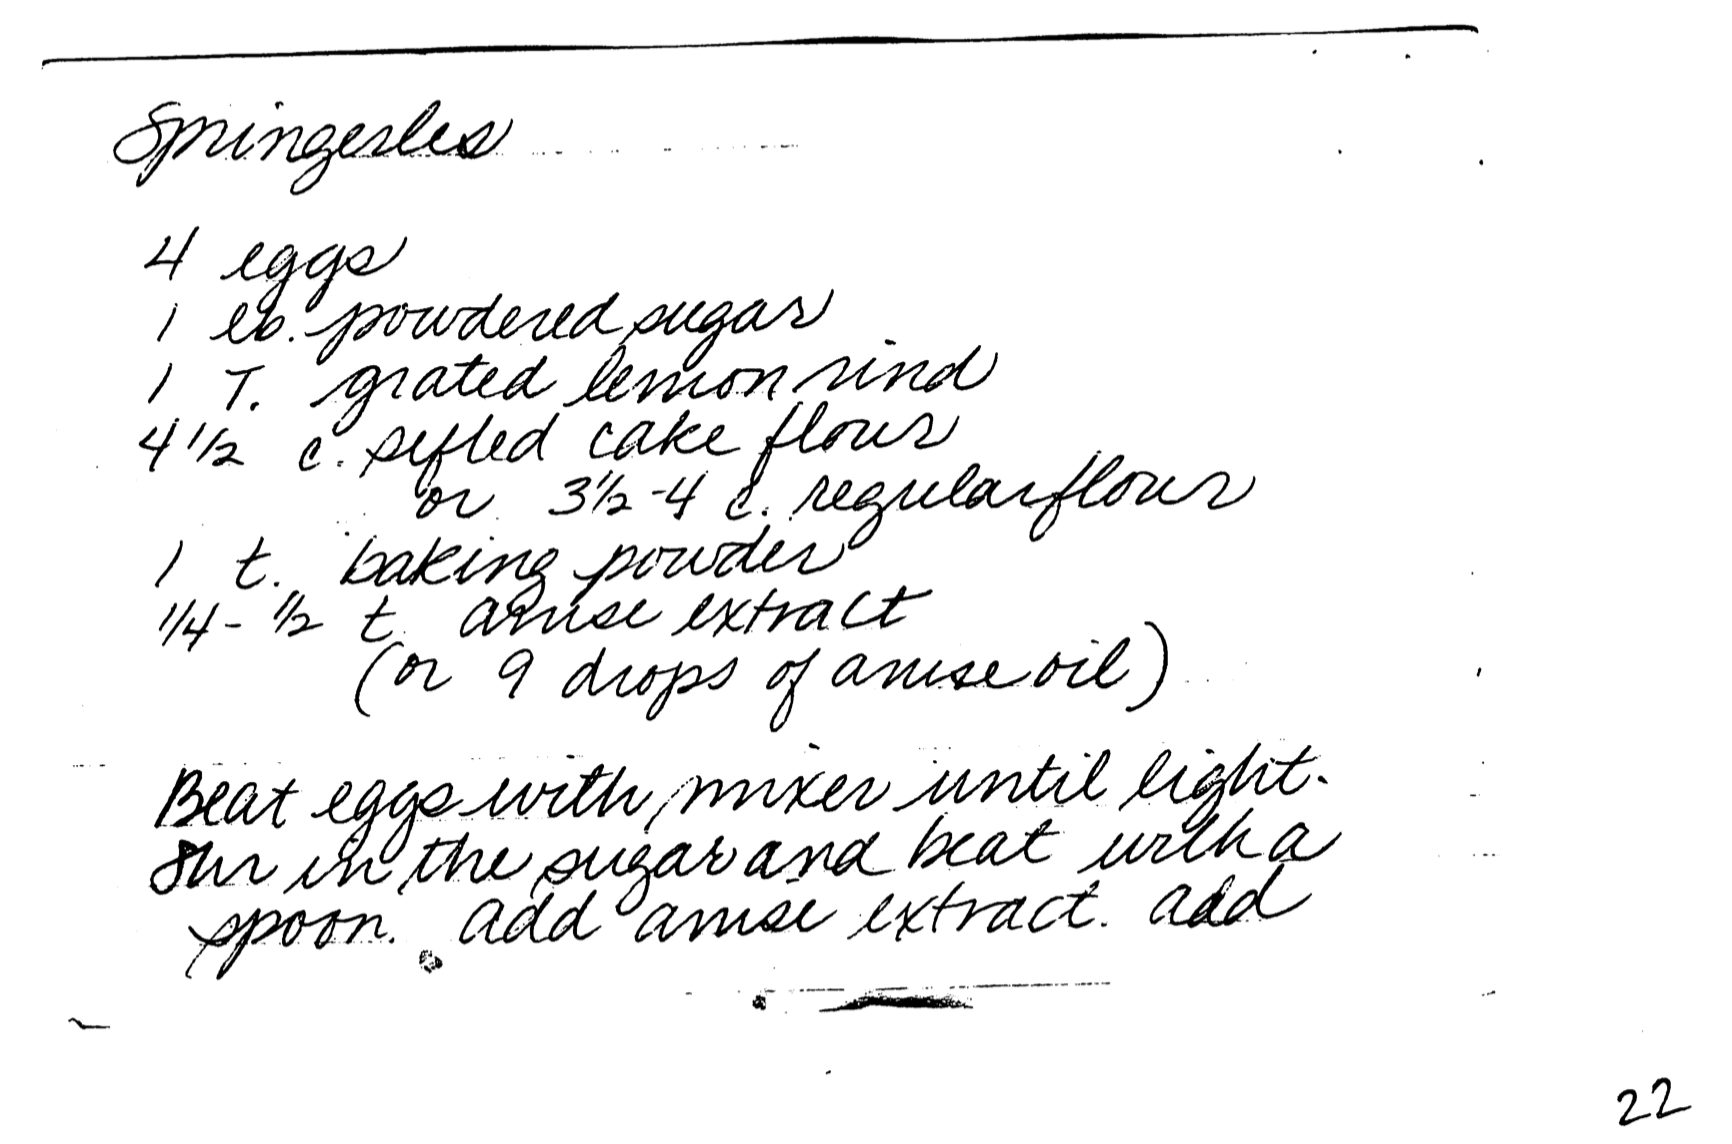 Springerles
4 eggs
1 lb. powdered sugar
1 T. grated lemon rind
4 1/2 c. sifted cake flour
or 3 1/2 - 4 c. regular flour
1 t. baking powder
1/4 - 1/2 t. anise extract
(or 9 drops of anise oil)
Beat eggs with mixer until light.
Stir in the sugar and beat with a
spoon. add anise extract. add
22